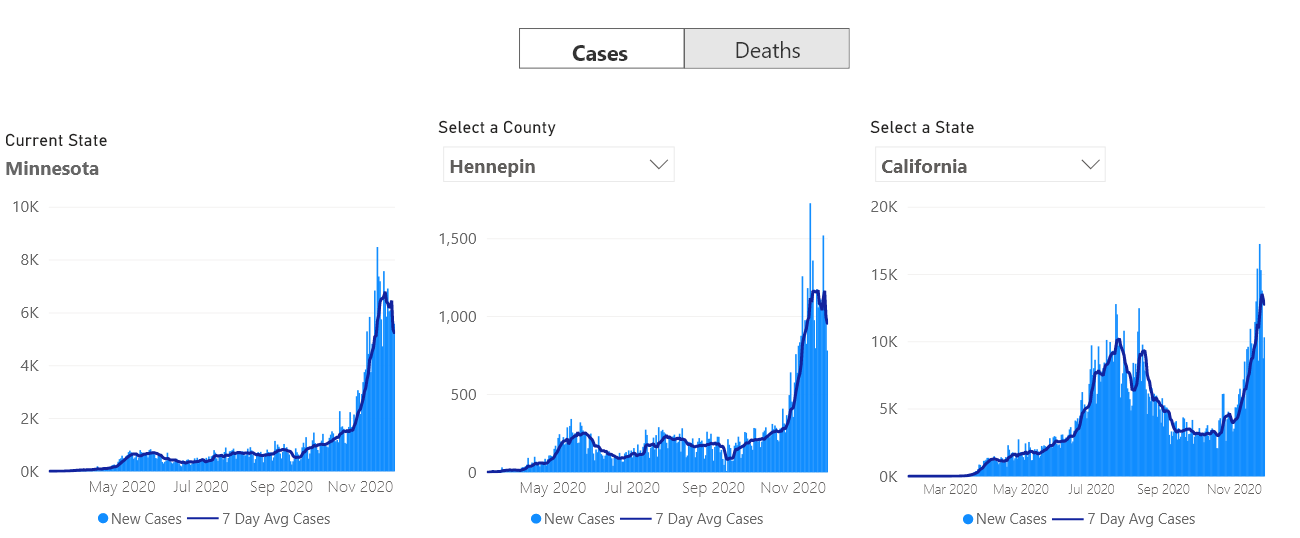 Cases Deaths
Current State
Minnesota
10K
8K
6K
4K
2K
0K
May 2020 Jul 2020 Sep 2020 Nov 2020
New Cases 7 Day Avg Cases
Select a County
Hennepin
1,500
1,000
500
0
May 2020 Jul 2020 Sep 2020 Nov 2020
New Cases 7 Day Avg Cases
Select a State
California
20K
15K
10K
5K
0K
Mar 2020 May 2020 Jul 2020 Sep 2020 Nov 2020
New Cases 7 Day Avg Cases